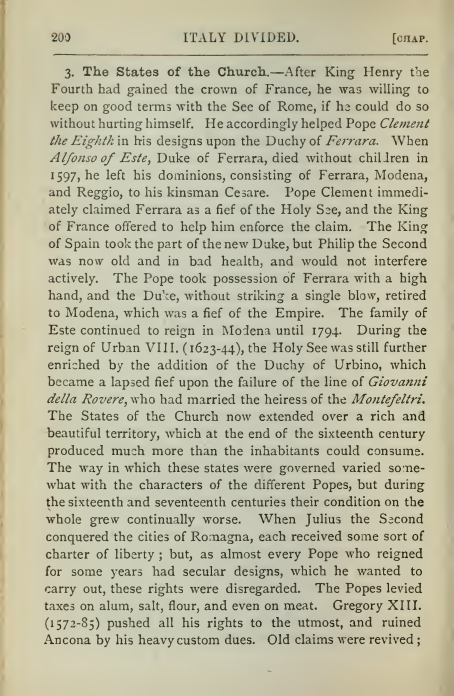 200 ITALY DIVIDED. [CHAP.
3. The States of the Church.—After King Henry the
Fourth had gained the crown of France, he was willing to
keep on good terms with the See of Rome, if he could do so
without hurting himself. He accordingly helped Pope Clement
the Eighth in his designs upon the Duchy of Ferrara. When
Alfonso of Este, Duke of Ferrara, died without children in
1597, he left his dominions, consisting of Ferrara, Modena,
and Reggio, to his kinsman Cesare. Pope Clement immedi-
ately claimed Ferrara as a fief of the Holy See, and the King
of France offered to help him enforce the claim. The King
of Spain took the part of the new Duke, but Philip the Second
was now old and in bad health, and would not interfere
actively. The Pope took possession of Ferrara with a high
hand, and the Duke, without striking a single blow, retired
to Modena, which was a fief of the Empire. The family of
Este continued to reign in Modena until 1794. During the
reign of Urban VIII. (1623-44), the Holy See was still further
enriched by the addition of the Duchy of Urbino, which
became a lapsed fief upon the failure of the line of Giovanni
della Rovere, who had married the heiress of the Montefeltri.
The States of the Church now extended over a rich and
beautiful territory, which at the end of the sixteenth century
produced much more than the inhabitants could consume.
The way in which these states were governed varied some-
what with the characters of the different Popes, but during
the sixteenth and seventeenth centuries their condition on the
whole grew continually worse. When Julius the Second
conquered the cities of Romagna, each received some sort of
charter of liberty ; but, as almost every Pope who reigned
for some years had secular designs, which he wanted to
carry out, these rights were disregarded. The Popes levied
taxes on alum, salt, flour, and even on meat. Gregory XIII.
(1572-85) pushed all his rights to the utmost, and ruined
Ancona by his heavy custom dues. Old claims were revived ;